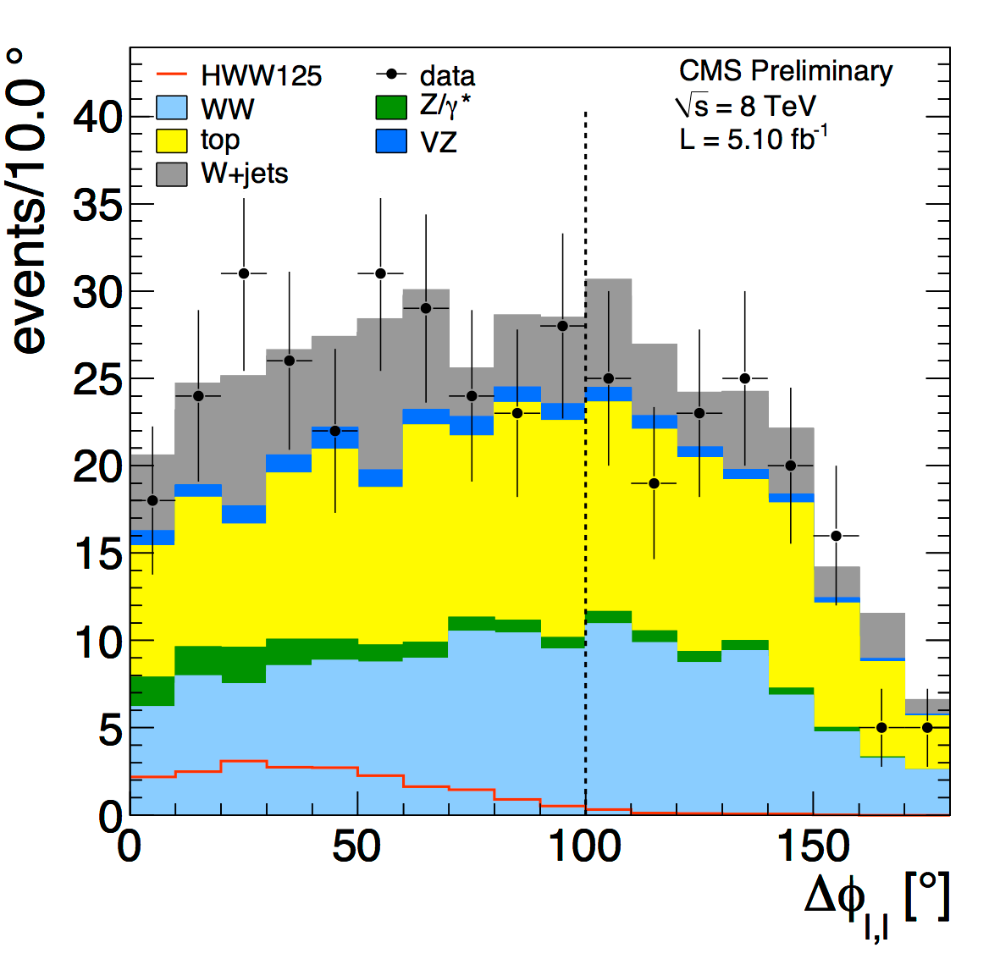 events/10.0 °
HWW125
WW
top
W+jets
data
Z/γ*
VZ
CMS Preliminary
√s = 8 TeV
L = 5.10 fb⁻¹
40
35
30
25
20
15
10
5
0
0 50 100 150
Δϕl,l [°]